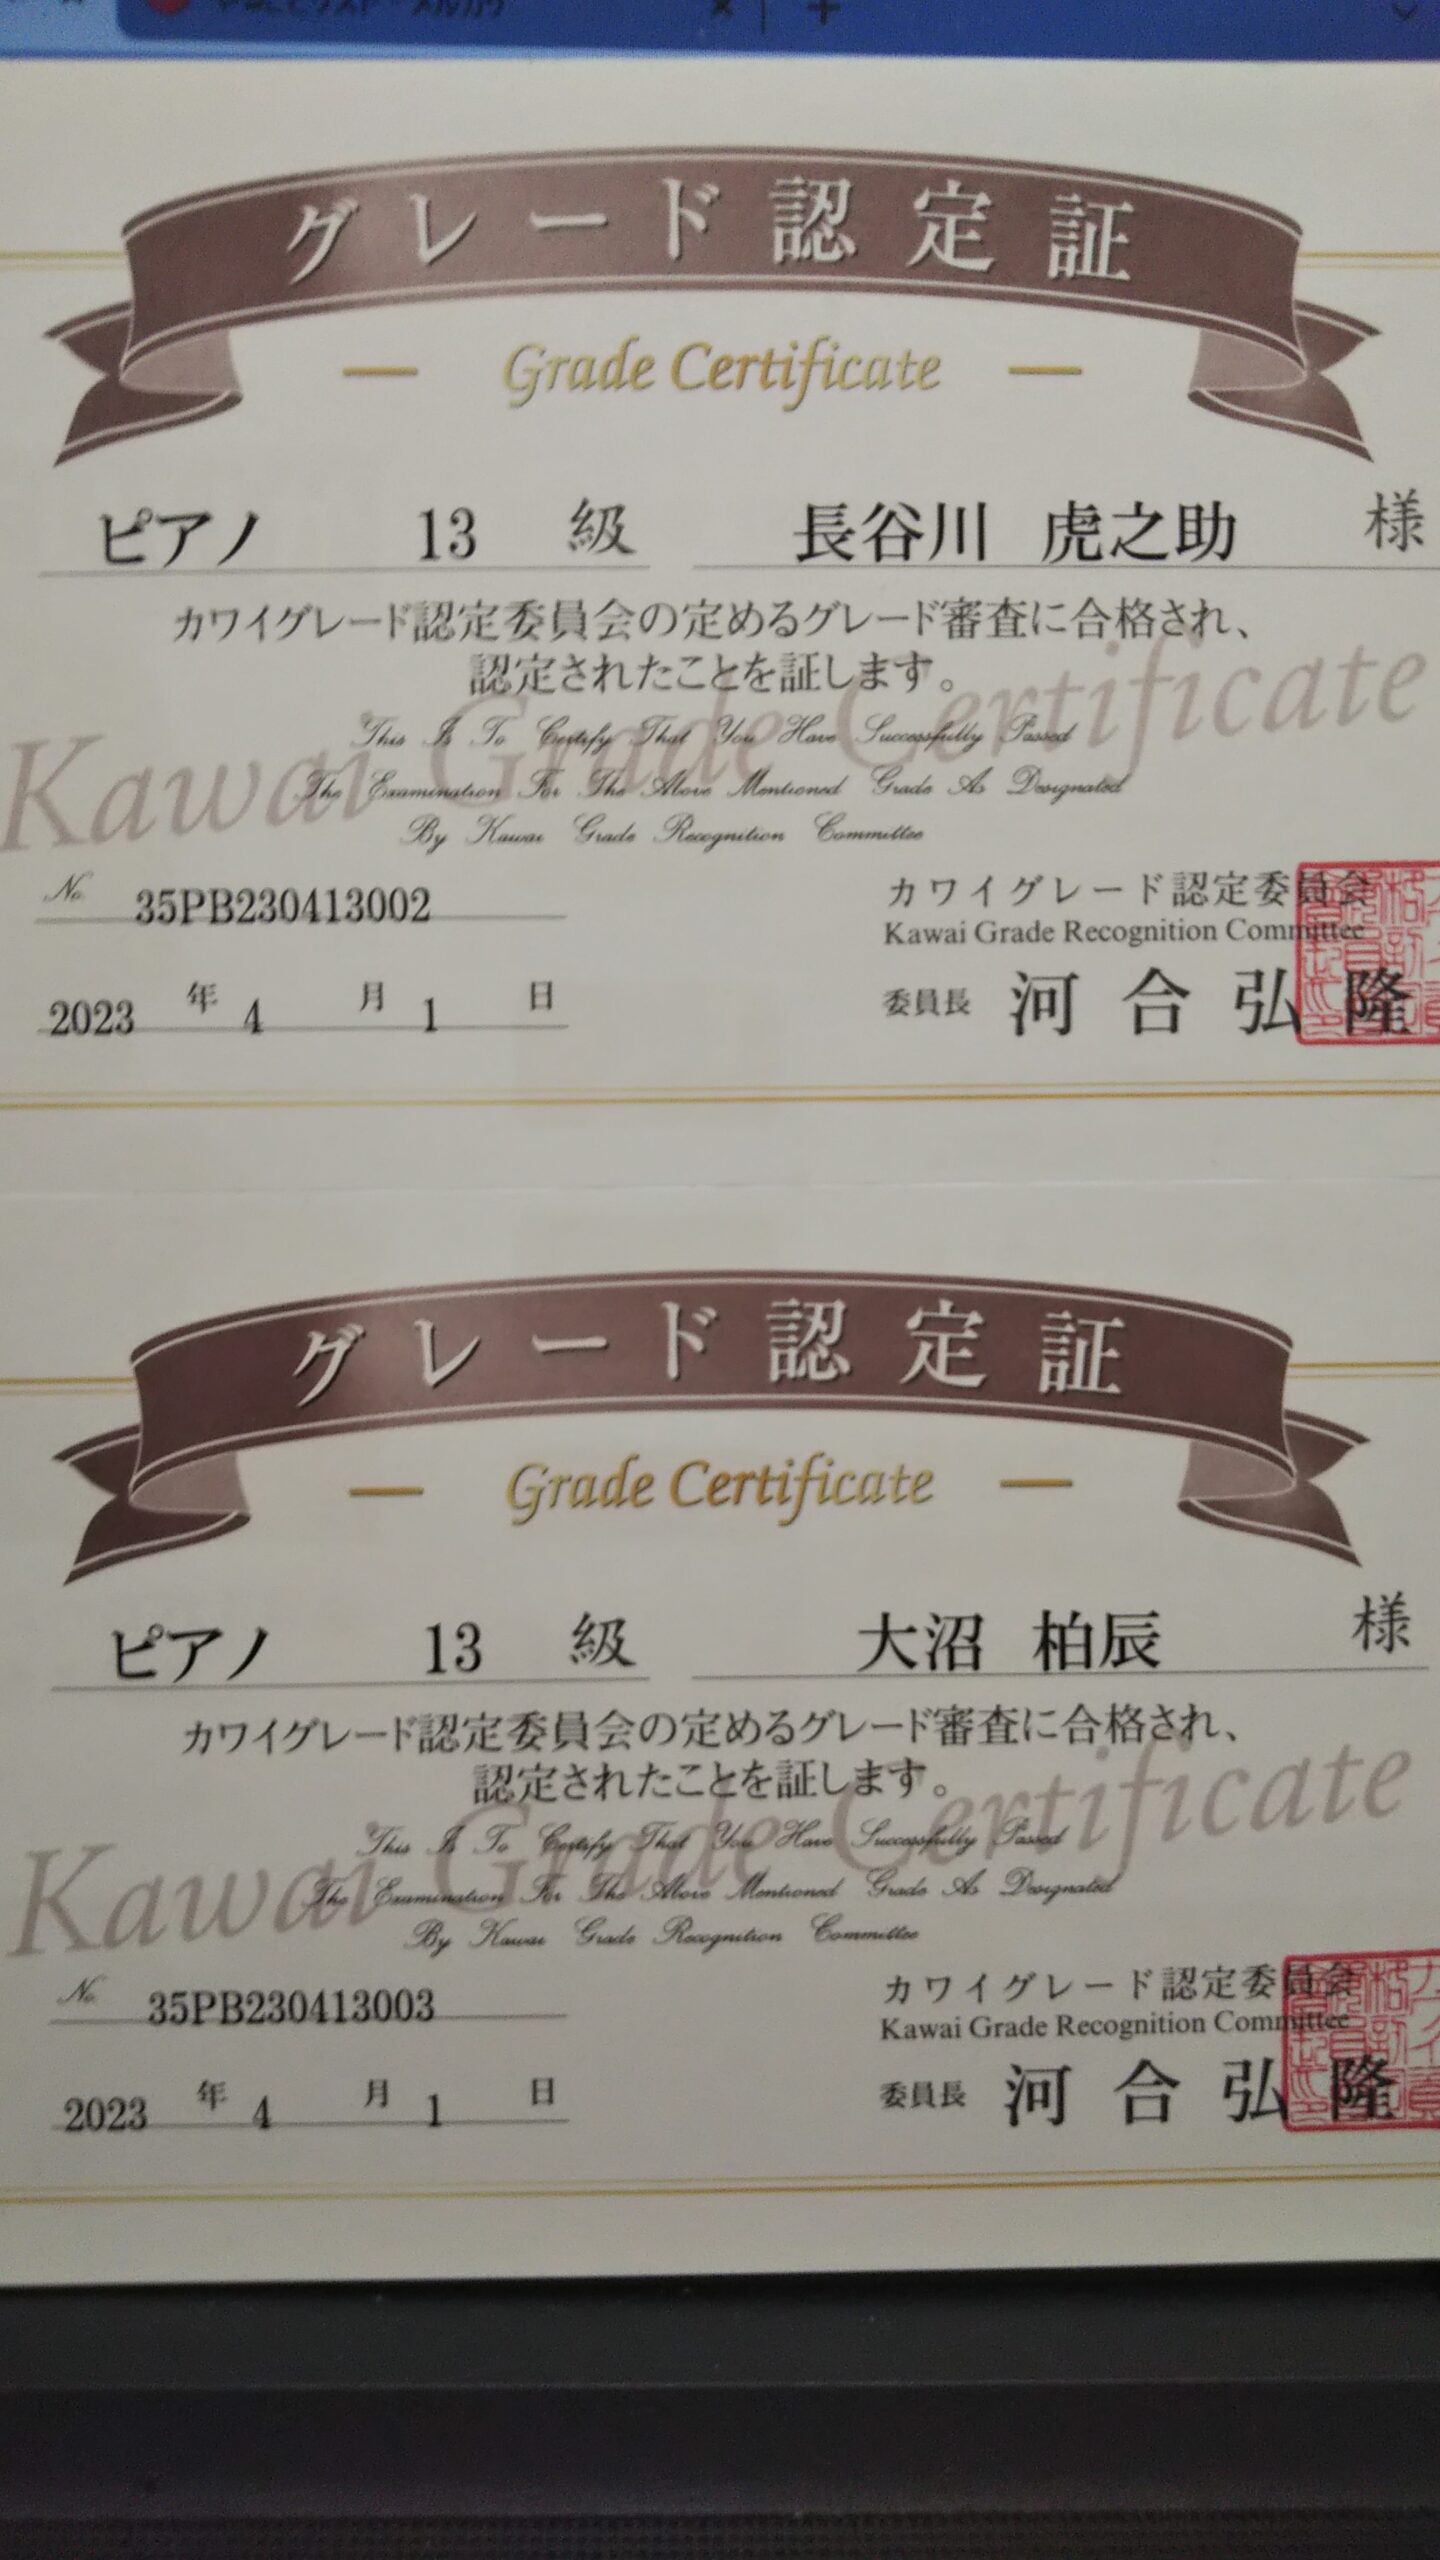 グレード認定証
Grade Certificate
ピアノ 13 級 長谷川 虎之助 様
カワイグレード認定委員会の定めるグレード審査に合格され、
認定されたことを証します。
Kawai Grade Certificate
This Is To Certify That You Have Successfully Passed
The Examination For The Above Mentioned Grade As Designated
By Kawai Grade Recognition Committee
No. 35PB230413002
カワイグレード認定委員会
Kawai Grade Recognition Committee
2023 年 4 月 1 日
委員長 河合弘隆
グレード認定証
Grade Certificate
ピアノ 13 級 大沼 柏辰 様
カワイグレード認定委員会の定めるグレード審査に合格され、
認定されたことを証します。
Kawai Grade Certificate
This Is To Certify That You Have Successfully Passed
The Examination For The Above Mentioned Grade As Designated
By Kawai Grade Recognition Committee
No. 35PB230413003
カワイグレード認定委員会
Kawai Grade Recognition Committee
2023 年 4 月 1 日
委員長 河合弘隆